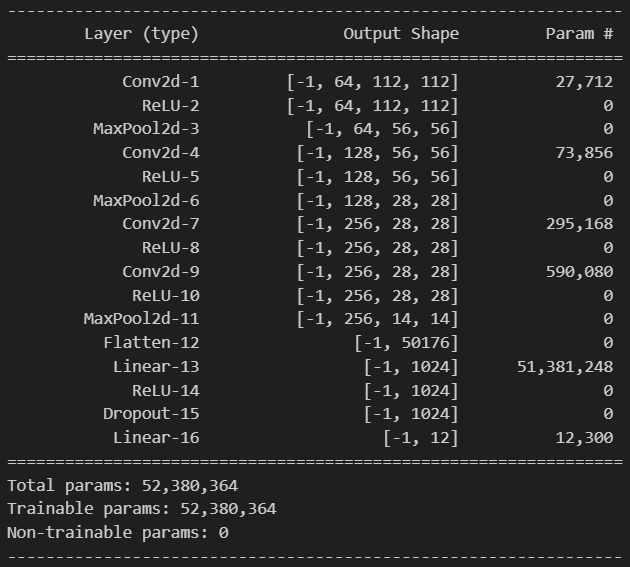 ----------------------------------------------------------------
Layer (type) Output Shape Param #
================================================================
Conv2d-1 [-1, 64, 112, 112] 27,712
ReLU-2 [-1, 64, 112, 112] 0
MaxPool2d-3 [-1, 64, 56, 56] 0
Conv2d-4 [-1, 128, 56, 56] 73,856
ReLU-5 [-1, 128, 56, 56] 0
MaxPool2d-6 [-1, 128, 28, 28] 0
Conv2d-7 [-1, 256, 28, 28] 295,168
ReLU-8 [-1, 256, 28, 28] 0
Conv2d-9 [-1, 256, 28, 28] 590,080
ReLU-10 [-1, 256, 28, 28] 0
MaxPool2d-11 [-1, 256, 14, 14] 0
Flatten-12 [-1, 50176] 0
Linear-13 [-1, 1024] 51,381,248
ReLU-14 [-1, 1024] 0
Dropout-15 [-1, 1024] 0
Linear-16 [-1, 12] 12,300
================================================================
Total params: 52,380,364
Trainable params: 52,380,364
Non-trainable params: 0
----------------------------------------------------------------